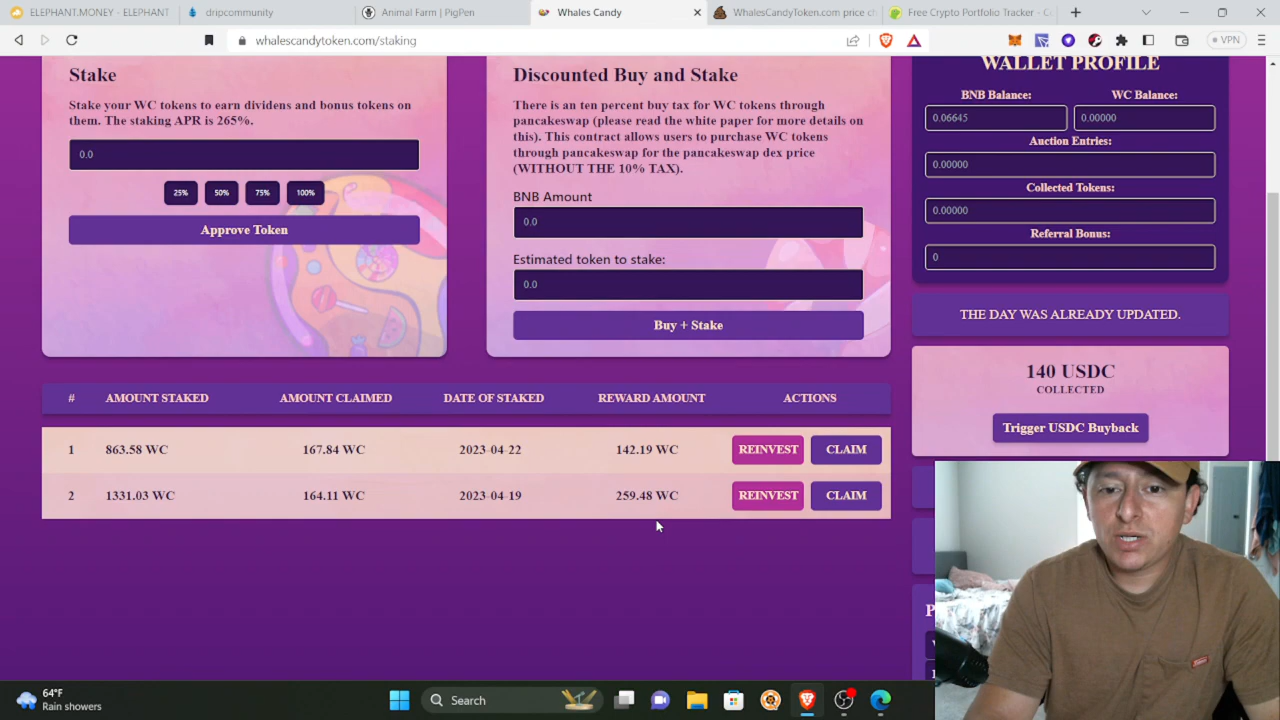 ELEPHANT.MONEY - ELEPHANT
dripcommunity
Animal Farm | PigPen
Whales Candy
WhalesCandyToken.com price ch
Free Crypto Portfolio Tracker - Co
whalescandytoken.com/staking
VPN
Stake
Stake your WC tokens to earn dividens and bonus tokens on
them. The staking APR is 265%.
0.0
25%
50%
75%
100%
Approve Token
Discounted Buy and Stake
There is an ten percent buy tax for WC tokens through
pancakeswap (please read the white paper for more details on
this). This contract allows users to purchase WC tokens
through pancakeswap for the pancakeswap dex price
(WITHOUT THE 10% TAX).
BNB Amount
0.0
Estimated token to stake:
0.0
Buy + Stake
WALLET PROFILE
BNB Balance:
WC Balance:
0.06645
0.00000
Auction Entries:
0.00000
Collected Tokens:
0.00000
Referral Bonus:
0
THE DAY WAS ALREADY UPDATED.
140 USDC
COLLECTED
Trigger USDC Buyback
# AMOUNT STAKED AMOUNT CLAIMED DATE OF STAKED REWARD AMOUNT ACTIONS
1 863.58 WC 167.84 WC 2023-04-22 142.19 WC REINVEST CLAIM
2 1331.03 WC 164.11 WC 2023-04-19 259.48 WC REINVEST CLAIM
64°F
Rain showers
Search